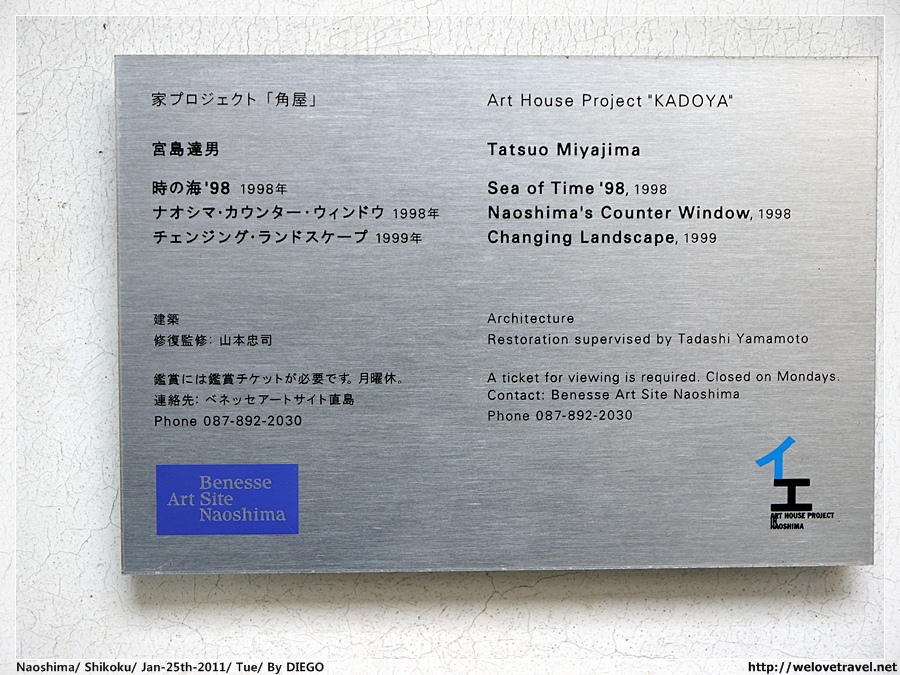 家プロジェクト「角屋」
宮島達男
時の海'98 1998年
ナオシマ・カウンター・ウィンドウ 1998年
チェンジング・ランドスケープ 1999年
建築
修復監修: 山本忠司
鑑賞には鑑賞チケットが必要です。月曜休。
連絡先: ベネッセアートサイト直島
Phone 087-892-2030
Benesse
Art Site
Naoshima
Art House Project "KADOYA"
Tatsuo Miyajima
Sea of Time '98, 1998
Naoshima's Counter Window, 1998
Changing Landscape, 1999
Architecture
Restoration supervised by Tadashi Yamamoto
A ticket for viewing is required. Closed on Mondays.
Contact: Benesse Art Site Naoshima
Phone 087-892-2030
イ
エ
ART HOUSE PROJECT
IN
NAOSHIMA
Naoshima/ Shikoku/ Jan-25th-2011/ Tue/ By DIEGO
http://welovetravel.net